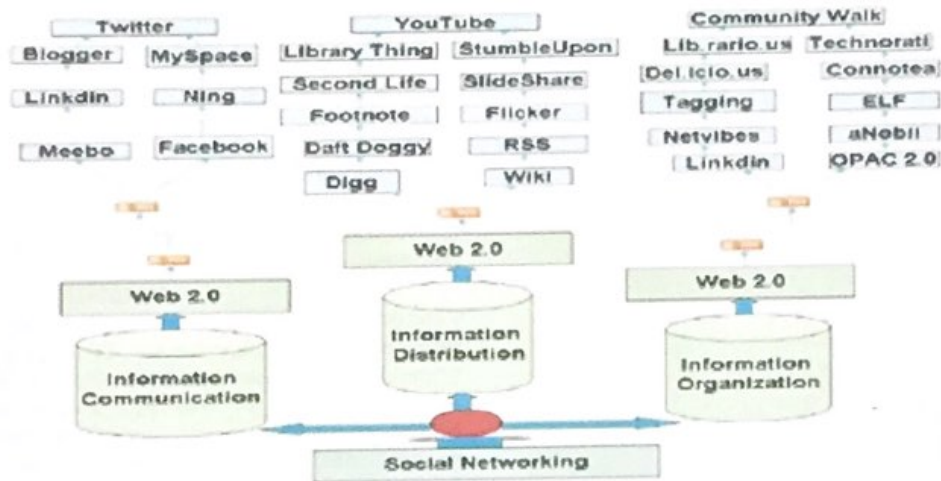 Twitter
Blogger
MySpace
Linkdin
Ning
Meebo
Facebook
YouTube
Library Thing
StumbleUpon
Second Life
SlideShare
Footnote
Flicker
Daft Doggy
RSS
Digg
Wiki
Community Walk
Lib.rario.us
Technorati
Del.icio.us
Connotea
Tagging
ELF
Netvibes
aNobii
Linkdin
OPAC 2.0
Web 2.0
Web 2.0
Web 2.0
Information
Communication
Information
Distribution
Information
Organization
Social Networking